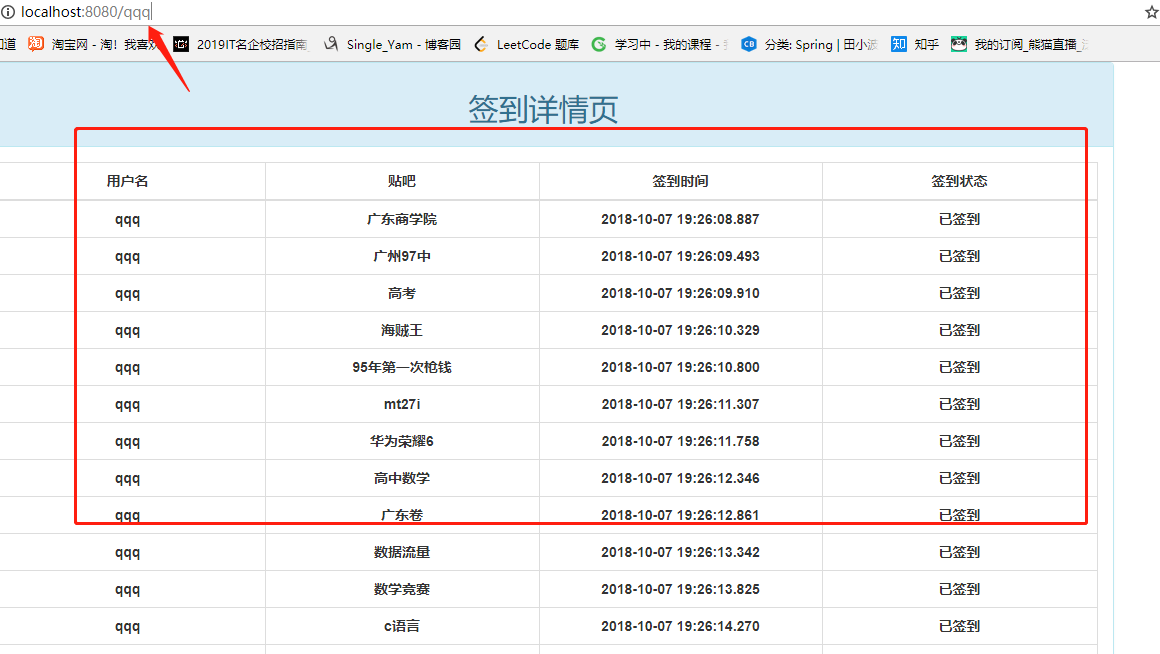 localhost:8080/qqq
道 淘宝网 - 淘！我喜欢 2019IT名企校招指南 Single_Yam - 博客园 LeetCode 题库 学习中 - 我的课程 - 分类: Spring | 田小波 知乎 我的订阅_熊猫直播_
签到详情页
用户名 贴吧 签到时间 签到状态
qqq 广东商学院 2018-10-07 19:26:08.887 已签到
qqq 广州97中 2018-10-07 19:26:09.493 已签到
qqq 高考 2018-10-07 19:26:09.910 已签到
qqq 海贼王 2018-10-07 19:26:10.329 已签到
qqq 95年第一次枪钱 2018-10-07 19:26:10.800 已签到
qqq mt27i 2018-10-07 19:26:11.307 已签到
qqq 华为荣耀6 2018-10-07 19:26:11.758 已签到
qqq 高中数学 2018-10-07 19:26:12.346 已签到
qqq 广东卷 2018-10-07 19:26:12.861 已签到
qqq 数据流量 2018-10-07 19:26:13.342 已签到
qqq 数学竞赛 2018-10-07 19:26:13.825 已签到
qqq c语言 2018-10-07 19:26:14.270 已签到